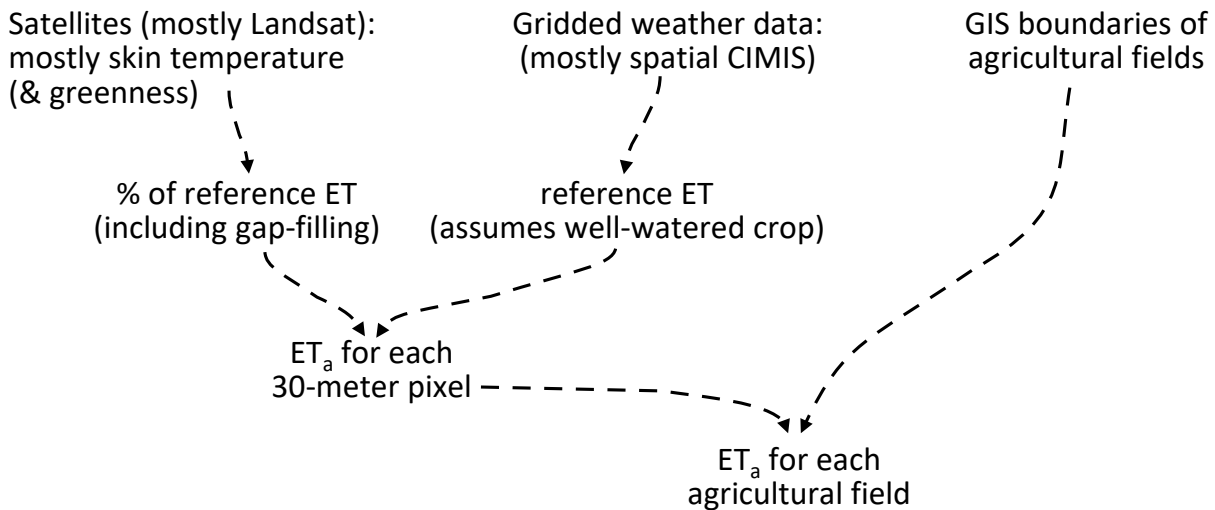 Satellites (mostly Landsat):
mostly skin temperature
(& greenness)
Gridded weather data:
(mostly spatial CIMIS)
GIS boundaries of
agricultural fields
% of reference ET
(including gap-filling)
reference ET
(assumes well-watered crop)
ETa for each
30-meter pixel
ETa for each
agricultural field